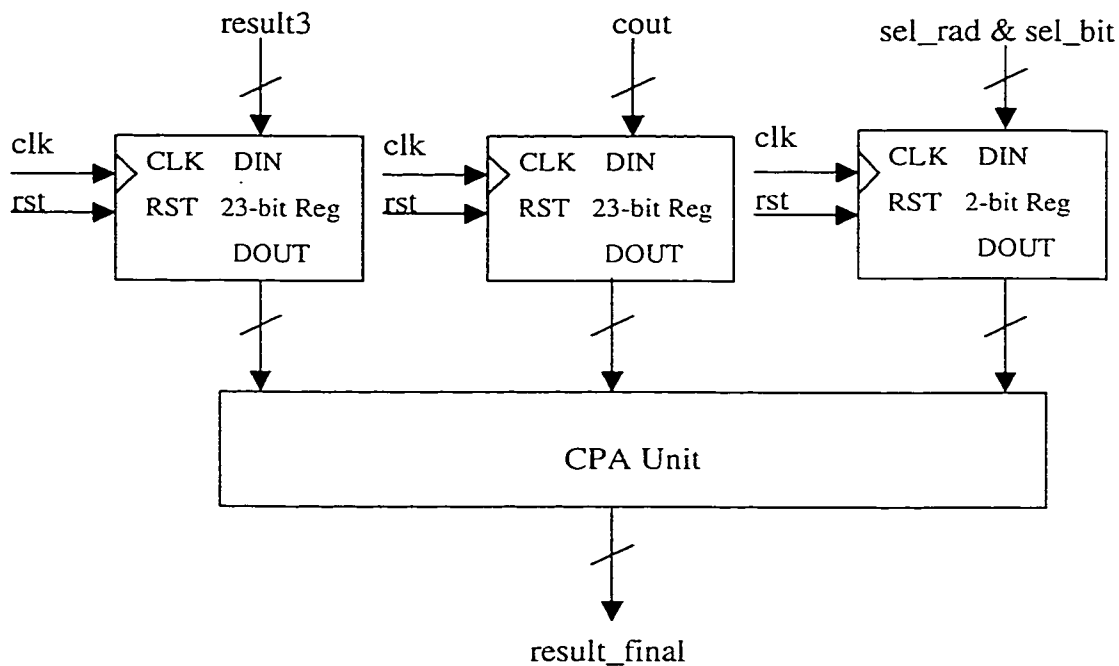 result3
cout
sel_rad & sel_bit
clk
rst
CLK DIN
RST 23-bit Reg
DOUT
clk
rst
CLK DIN
RST 23-bit Reg
DOUT
clk
rst
CLK DIN
RST 2-bit Reg
DOUT
CPA Unit
result_final